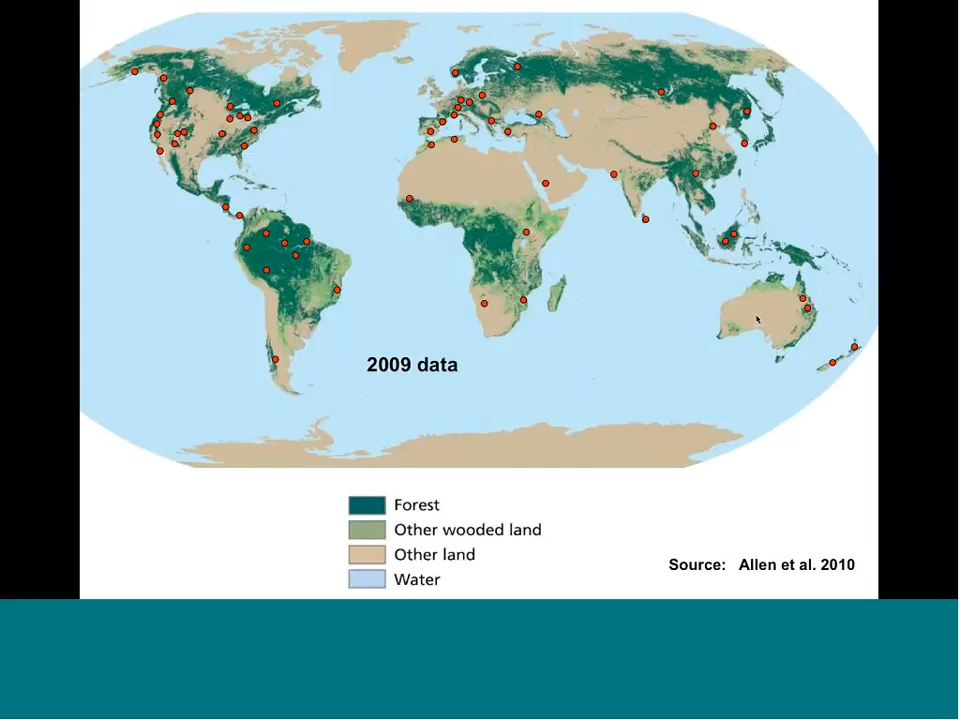 2009 data
Forest
Other wooded land
Other land
Water
Source: Allen et al. 2010